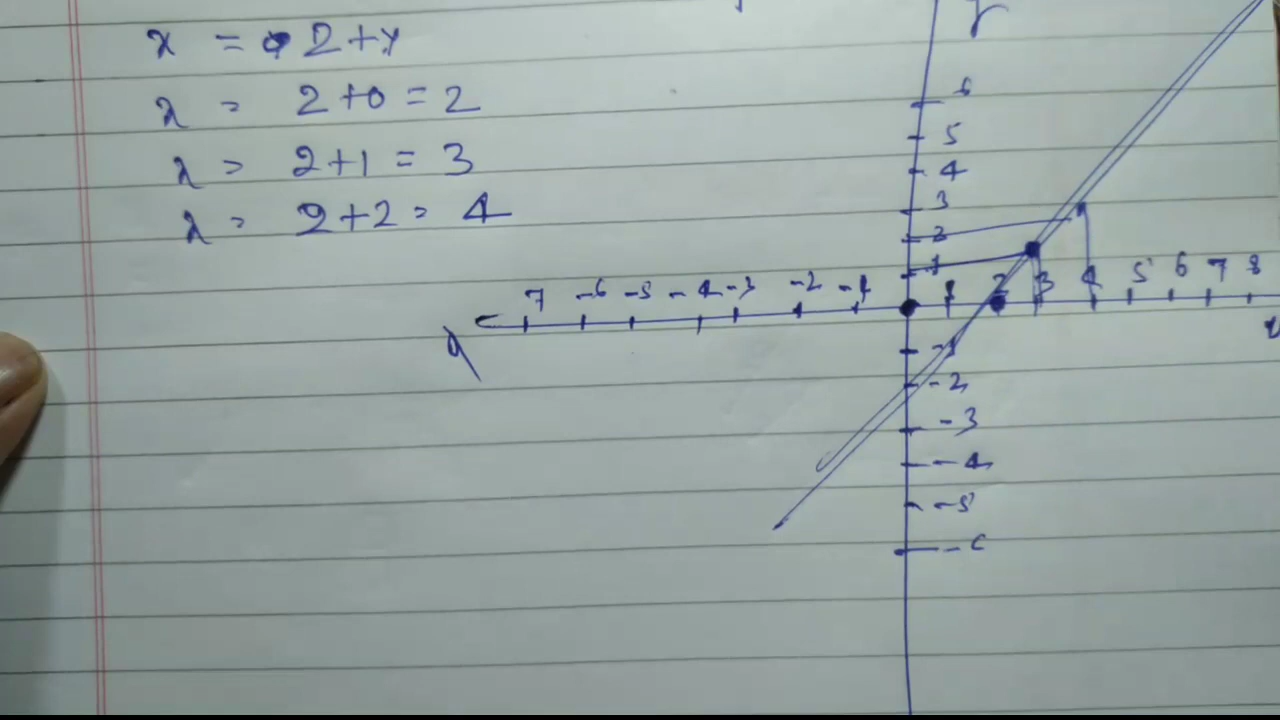 x = 2+y
x = 2+0 = 2
x = 2+1 = 3
x = 2+2 = 4
y
6
5
4
3
2
1
7 -6 -5 -4 -3 -2 -1 1 2 3 4 5 6 7 8
-1
-2
-3
-4
-5
-6